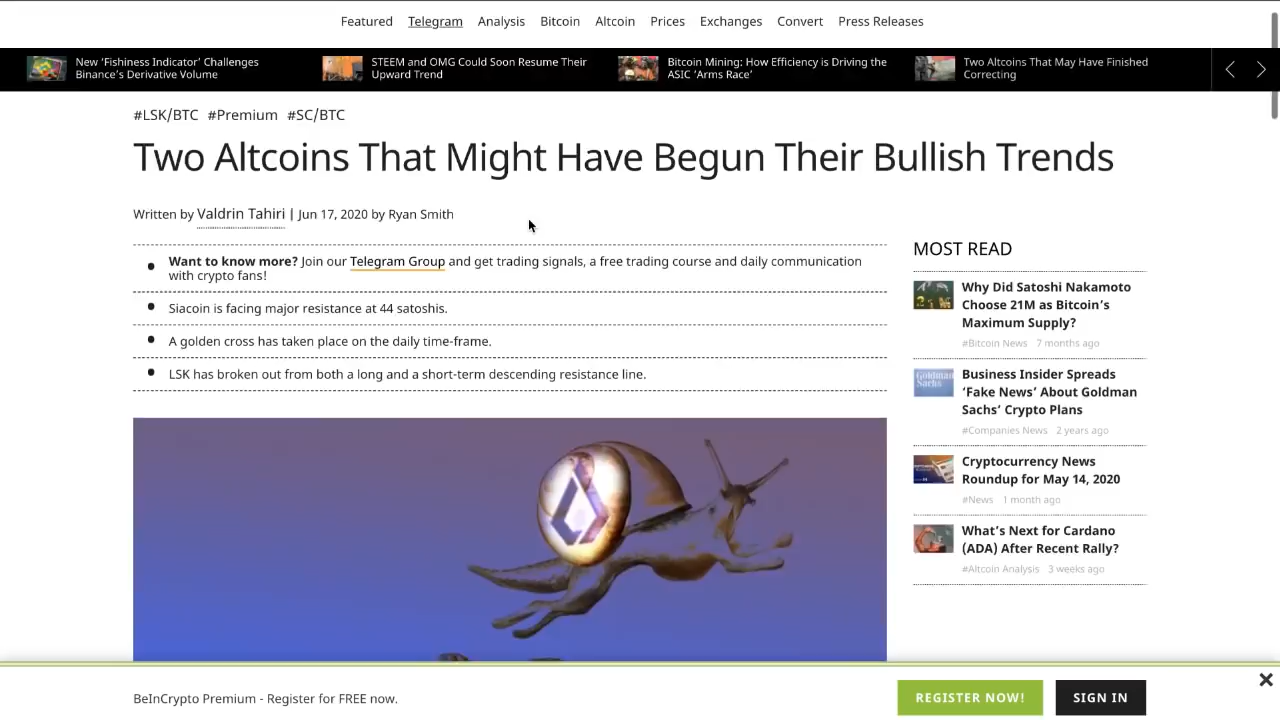 Featured Telegram Analysis Bitcoin Altcoin Prices Exchanges Convert Press Releases
New ‘Fishiness Indicator’ Challenges
Binance’s Derivative Volume
STEEM and OMG Could Soon Resume Their
Upward Trend
Bitcoin Mining: How Efficiency is Driving the
ASIC ‘Arms Race’
Two Altcoins That May Have Finished
Correcting
#LSK/BTC #Premium #SC/BTC
Two Altcoins That Might Have Begun Their Bullish Trends
Written by Valdrin Tahiri | Jun 17, 2020 by Ryan Smith
Want to know more? Join our Telegram Group and get trading signals, a free trading course and daily communication
with crypto fans!
Siacoin is facing major resistance at 44 satoshis.
A golden cross has taken place on the daily time-frame.
LSK has broken out from both a long and a short-term descending resistance line.
MOST READ
Why Did Satoshi Nakamoto
Choose 21M as Bitcoin’s
Maximum Supply?
#Bitcoin News 7 months ago
Goldman
Sachs
Business Insider Spreads
‘Fake News’ About Goldman
Sachs’ Crypto Plans
#Companies News 2 years ago
Cryptocurrency News
Roundup for May 14, 2020
#News 1 month ago
What’s Next for Cardano
(ADA) After Recent Rally?
#Altcoin Analysis 3 weeks ago
BeInCrypto Premium - Register for FREE now.
REGISTER NOW!
SIGN IN